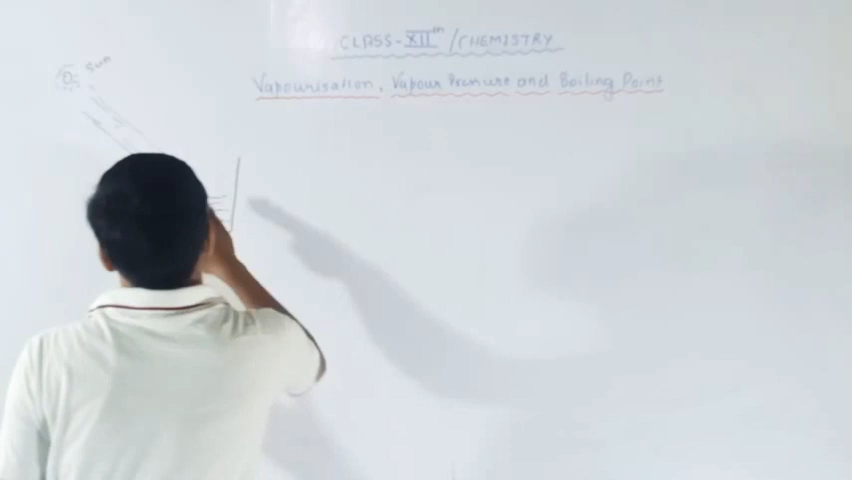 CLASS-XIIth /CHEMISTRY
Sun
Vapourisation, Vapour Pressure and Boiling Point